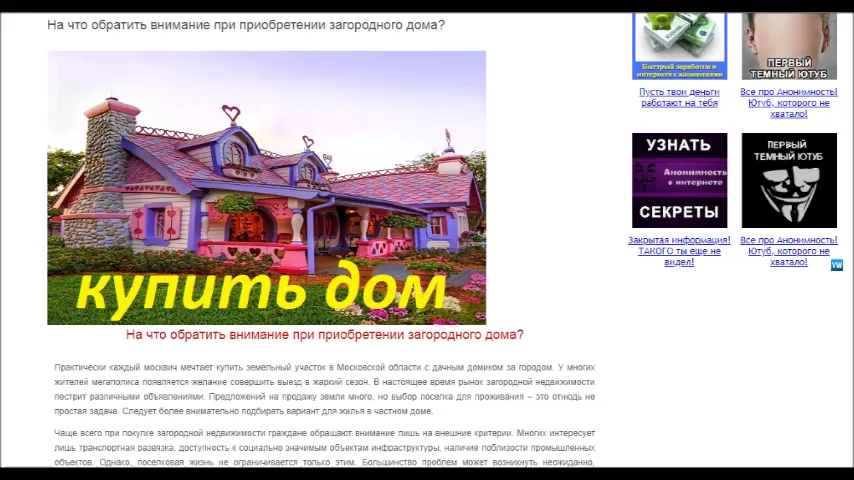 На что обратить внимание при приобретении загородного дома?
купить дом
На что обратить внимание при приобретении загородного дома?
Практически каждый москвич мечтает купить земельный участок в Московской области с дачным домиком за городом. У многих
жителей мегаполиса появляется желание совершить выезд в жаркий сезон. В настоящее время рынок загородной недвижимости
пестрит различными объявлениями. Предложений на продажу земли много, но выбор поселка для проживания – это отнюдь не
простая задача. Следует более внимательно подбирать вариант для жилья в частном доме.
Чаще всего при покупке загородной недвижимости граждане обращают внимание лишь на внешние критерии. Многих интересует
лишь транспортная развязка, доступность к социально значимым объектам инфраструктуры, наличие поблизости промышленных
объектов. Однако, поселковая жизнь не ограничивается только этим. Большинство проблем может возникнуть неожиданно,
Быстрый заработок в
интернете с вложениями
Пусть твои деньги
работают на тебя
ПЕРВЫЙ
ТЕМНЫЙ ЮТУБ
Все про Анонимность!
Ютуб, которого не
хватало!
УЗНАТЬ
Анонимность
в интернете
СЕКРЕТЫ
Закрытая информация!
ТАКОГО ты еще не
видел!
ПЕРВЫЙ
ТЕМНЫЙ ЮТУБ
Все про Анонимность!
Ютуб, которого не
хватало!
VW